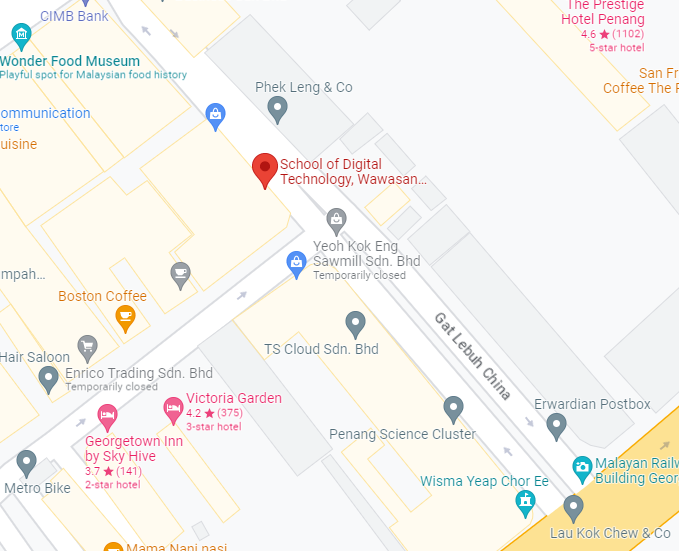 CIMB Bank
The Prestige
Hotel Penang
4.6 ★ (1102)
5-star hotel
Wonder Food Museum
Playful spot for Malaysian food history
San Fr
Coffee The P
Phek Leng & Co
ommunication
tore
uisine
School of Digital
Technology, Wawasan...
Yeoh Kok Eng
Sawmill Sdn. Bhd
Temporarily closed
mpah...
Boston Coffee
Gat Lebuh China
TS Cloud Sdn. Bhd
Hair Saloon
Enrico Trading Sdn. Bhd
Temporarily closed
Victoria Garden
4.2 ★ (375)
3-star hotel
Erwardian Postbox
Georgetown Inn
by Sky Hive
3.7 ★ (141)
2-star hotel
Penang Science Cluster
Metro Bike
Malayan Railw
Building Geor
Wisma Yeap Chor Ee
Lau Kok Chew & Co
Mama Nani nasi